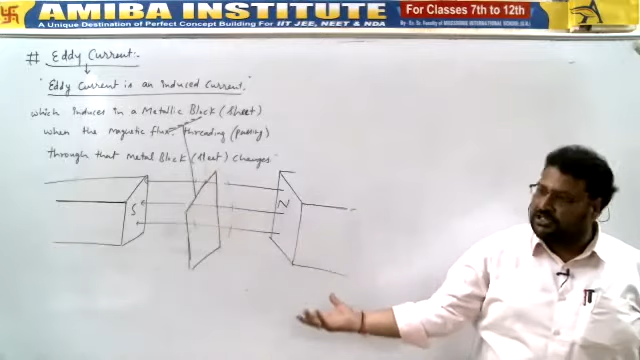 AMIBA INSTITUTE
A Unique Destination of Perfect Concept Building For IIT JEE, NEET & NDA
For Classes 7th to 12th
# Eddy Current:-
"Eddy Current is an induced Current."
which induces in a Metallic Block (Sheet)
when the magnetic flux threading (passing)
through that metal Block (Sheet) changes
S
N